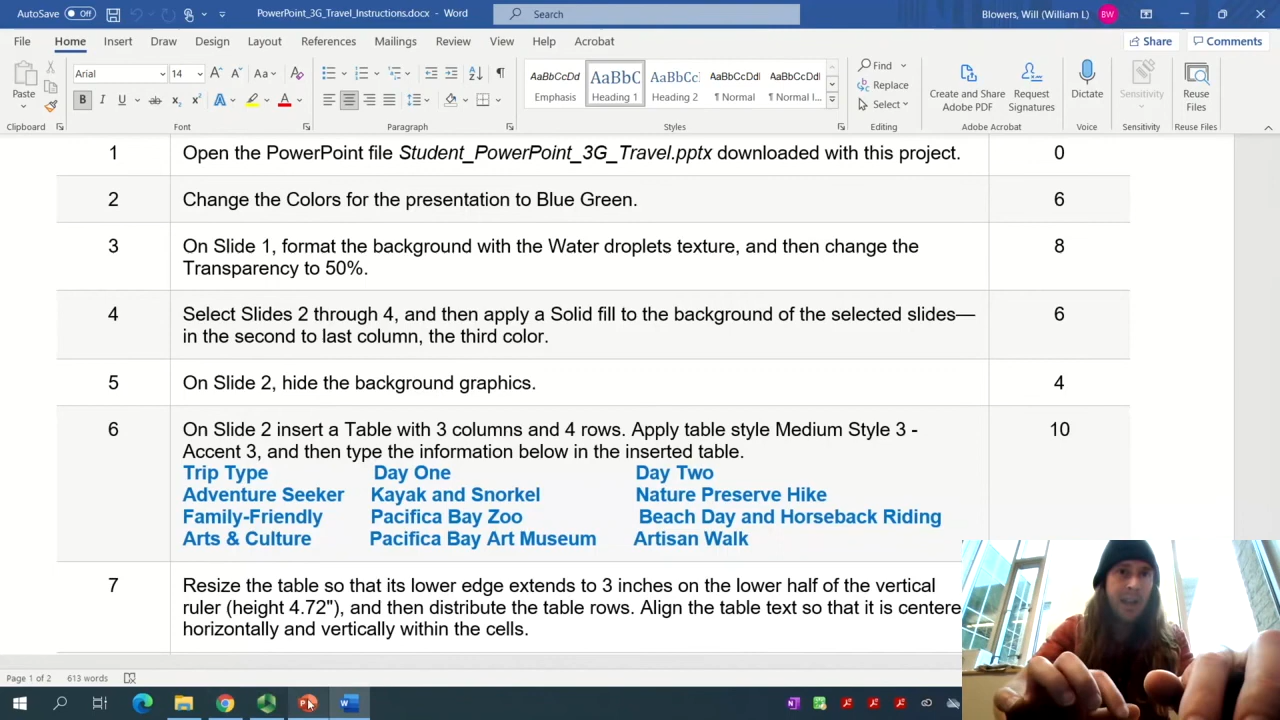 AutoSave Off PowerPoint_3G_Travel_Instructions.docx - Word Search Blowers, Will (William L) BW
File Home Insert Draw Design Layout References Mailings Review View Help Acrobat Share Comments
Paste Arial 14 Aa AaBbCcDd AaBbC AaBbCc AaBbCcDd AaBbCcDd Find Replace Select
B I U ab x₂ x² A A Emphasis Heading 1 Heading 2 ¶ Normal ¶ Normal I... Create and Share Adobe PDF Request Signatures Dictate Sensitivity Reuse Files
Clipboard Font Paragraph Styles Editing Adobe Acrobat Voice Sensitivity Reuse Files
1 Open the PowerPoint file Student_PowerPoint_3G_Travel.pptx downloaded with this project. 0
2 Change the Colors for the presentation to Blue Green. 6
3 On Slide 1, format the background with the Water droplets texture, and then change the 8
Transparency to 50%.
4 Select Slides 2 through 4, and then apply a Solid fill to the background of the selected slides— 6
in the second to last column, the third color.
5 On Slide 2, hide the background graphics. 4
6 On Slide 2 insert a Table with 3 columns and 4 rows. Apply table style Medium Style 3 - 10
Accent 3, and then type the information below in the inserted table.
Trip Type Day One Day Two
Adventure Seeker Kayak and Snorkel Nature Preserve Hike
Family-Friendly Pacifica Bay Zoo Beach Day and Horseback Riding
Arts & Culture Pacifica Bay Art Museum Artisan Walk
7 Resize the table so that its lower edge extends to 3 inches on the lower half of the vertical
ruler (height 4.72"), and then distribute the table rows. Align the table text so that it is centere
horizontally and vertically within the cells.
Page 1 of 2 613 words